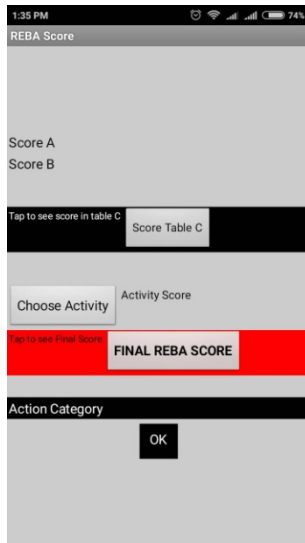 1:35 PM 74%
REBA Score
Score A
Score B
Tap to see score in table C
Score Table C
Choose Activity
Activity Score
Tap to see Final Score
FINAL REBA SCORE
Action Category
OK